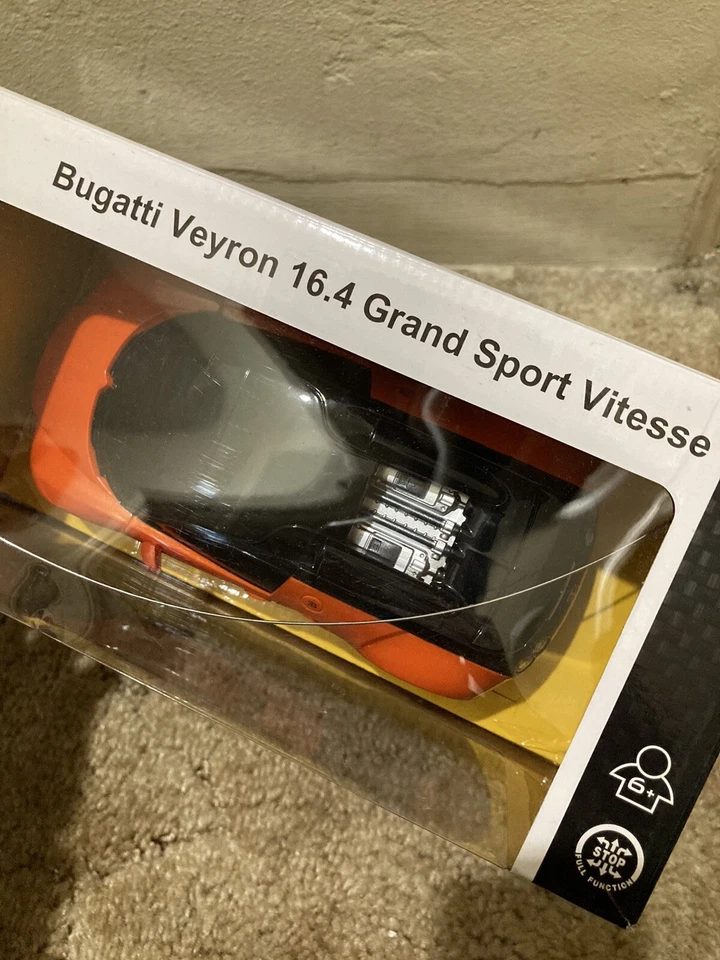 Bugatti Veyron 16.4 Grand Sport Vitesse
6+
STOP
FULL FUNCTION